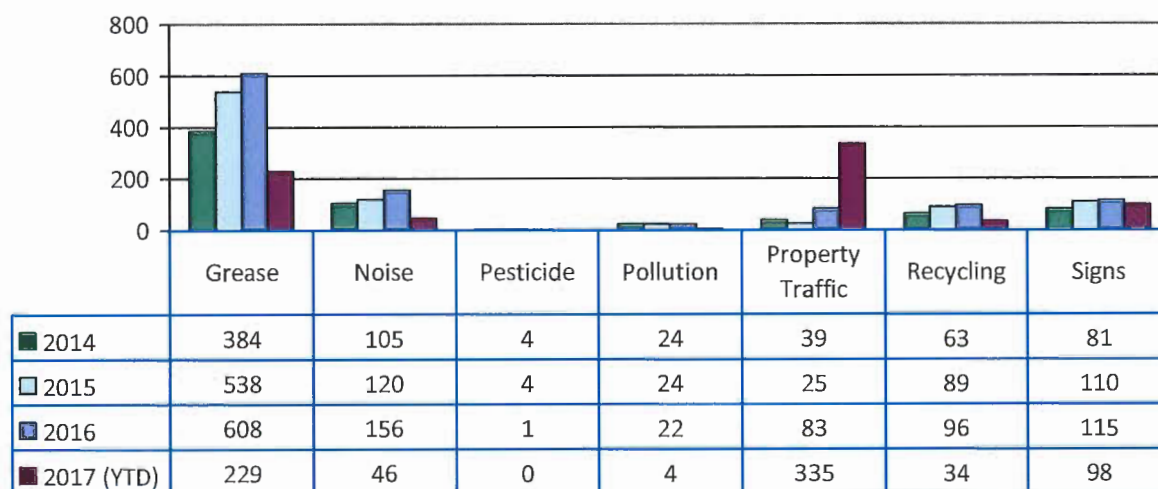 800
600
400
200
0
Grease Noise Pesticide Pollution Property Traffic Recycling Signs
2014 384 105 4 24 39 63 81
2015 538 120 4 24 25 89 110
2016 608 156 1 22 83 96 115
2017 (YTD) 229 46 0 4 335 34 98